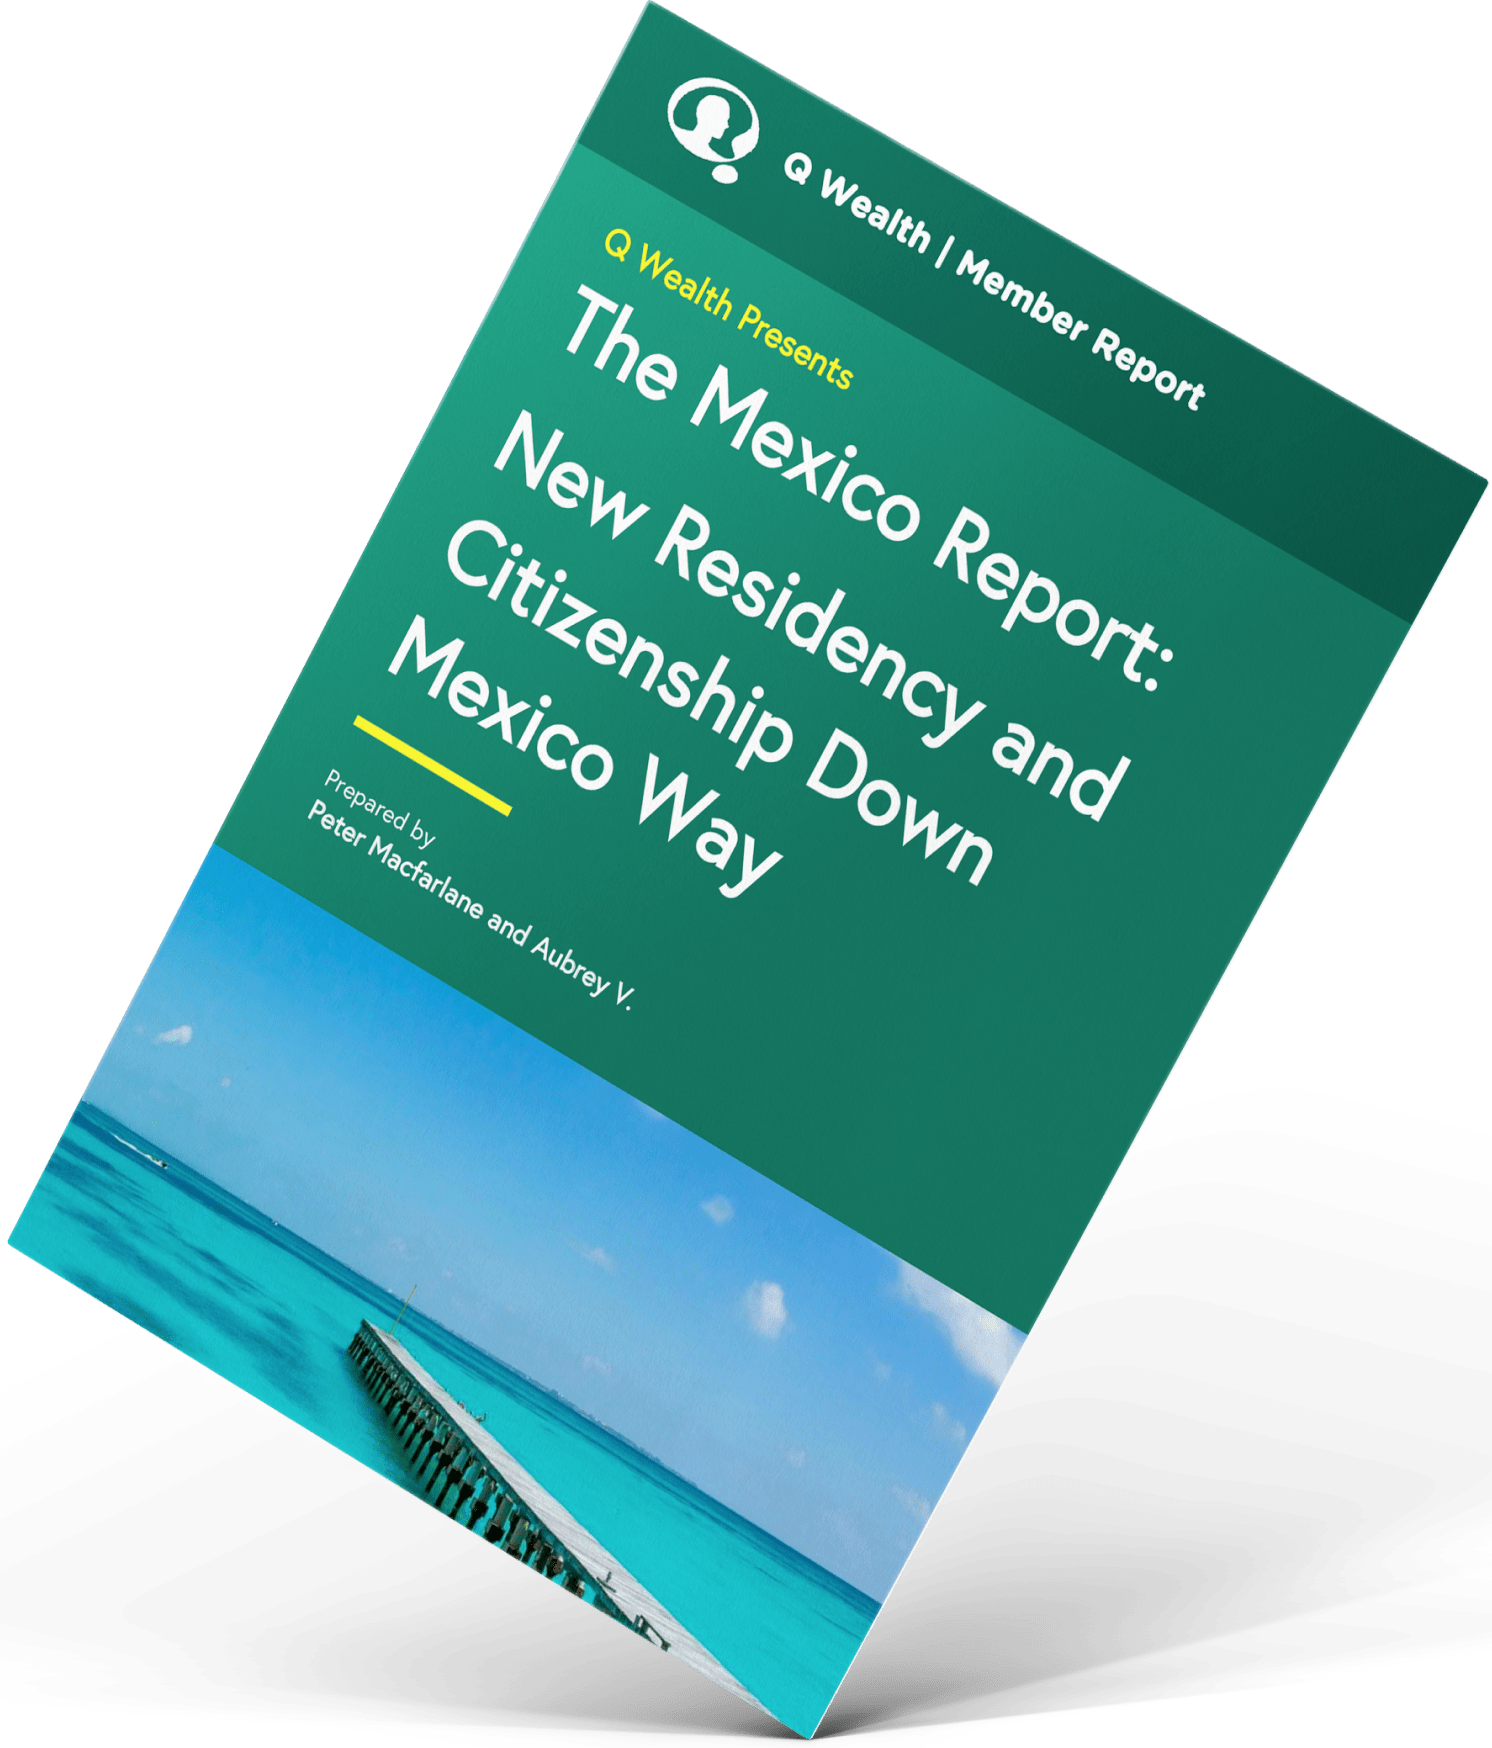 Q Wealth | Member Report
Q Wealth Presents
The Mexico Report:
New Residency and
Citizenship Down
Mexico Way
Prepared by
Peter Macfarlane and Aubrey V.